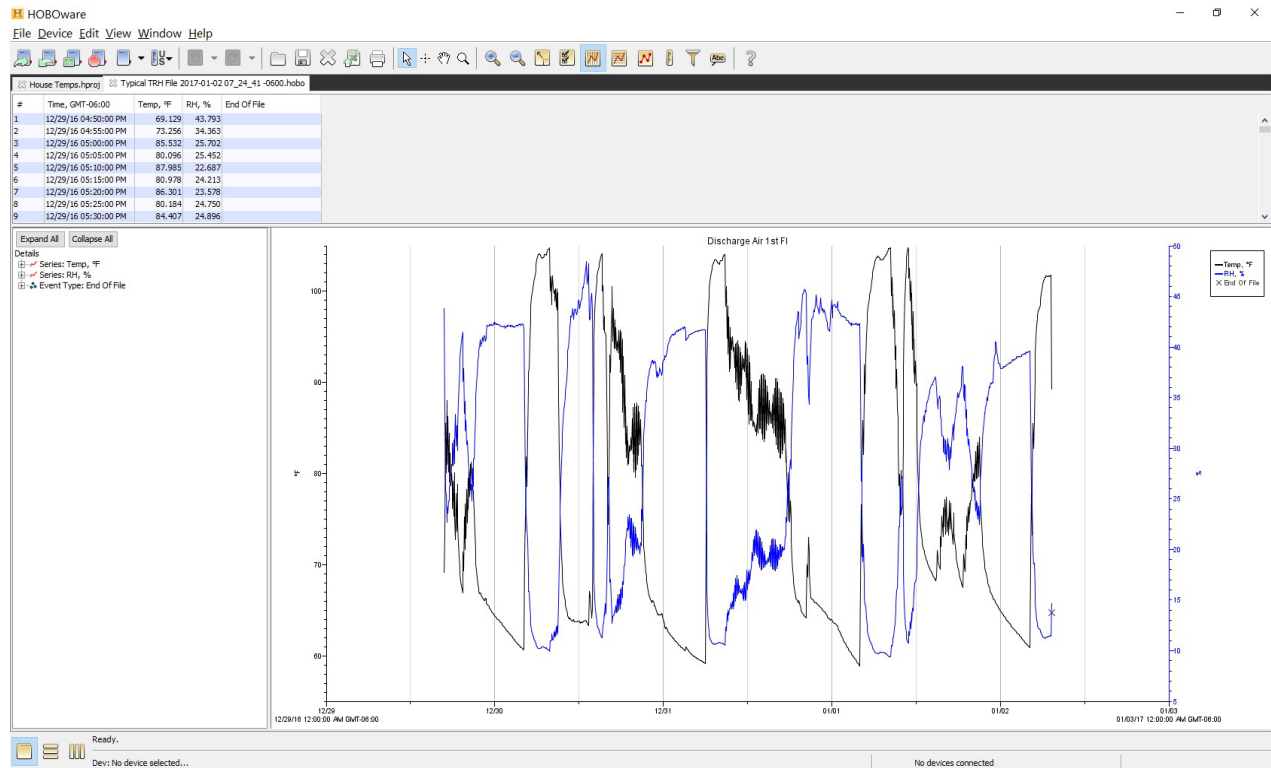 HOBOware
File Device Edit View Window Help
House Temps.hproj Typical TRH File 2017-01-02 07_24_41 -0600.hobo
# Time, GMT-06:00 Temp, °F RH, % End Of File
1 12/29/16 04:50:00 PM 69.129 43.793
2 12/29/16 04:55:00 PM 73.256 34.363
3 12/29/16 05:00:00 PM 85.532 25.702
4 12/29/16 05:05:00 PM 80.096 25.452
5 12/29/16 05:10:00 PM 87.985 22.687
6 12/29/16 05:15:00 PM 80.978 24.213
7 12/29/16 05:20:00 PM 86.301 23.578
8 12/29/16 05:25:00 PM 80.184 24.750
9 12/29/16 05:30:00 PM 84.407 24.896
Expand All Collapse All
Details
Series: Temp, °F
Series: RH, %
Event Type: End Of File
Discharge Air 1st Fl
Temp, °F
RH, %
End Of File
100
90
80
70
60
°F
50
45
40
35
30
25
20
15
10
5
%
12/29 12/30 12/31 01/01 01/02 01/03
12/29/16 12:00:00 AM GMT-06:00 01/03/17 12:00:00 AM GMT-06:00
Ready.
Dev: No device selected... No devices connected